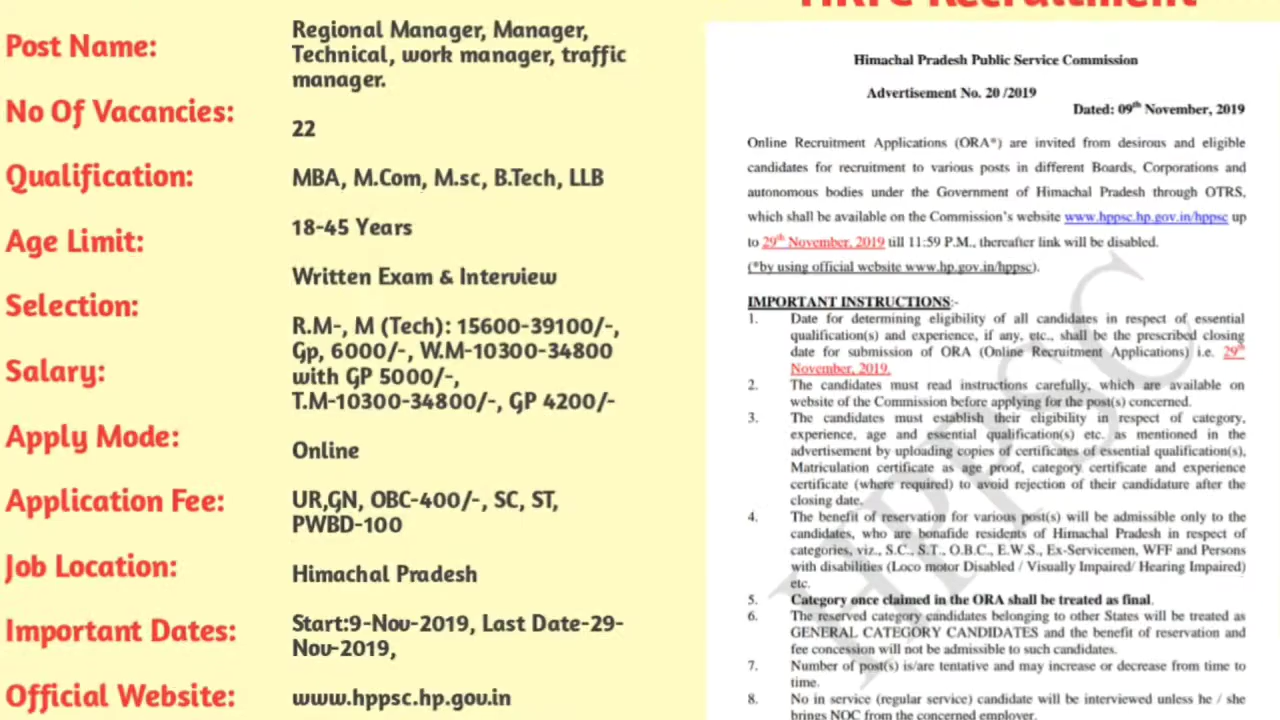 Post Name:
Regional Manager, Manager,
Technical, work manager, traffic
manager.
No Of Vacancies:
22
Qualification:
MBA, M.Com, M.sc, B.Tech, LLB
Age Limit:
18-45 Years
Selection:
Written Exam & Interview
Salary:
R.M-, M (Tech): 15600-39100/-,
Gp, 6000/-, W.M-10300-34800
with GP 5000/-,
T.M-10300-34800/-, GP 4200/-
Apply Mode:
Online
Application Fee:
UR,GN, OBC-400/-, SC, ST,
PWBD-100
Job Location:
Himachal Pradesh
Important Dates:
Start:9-Nov-2019, Last Date-29-
Nov-2019,
Official Website:
www.hppsc.hp.gov.in
Recruitment
Himachal Pradesh Public Service Commission
Advertisement No. 20 /2019
Dated: 09th November, 2019
Online Recruitment Applications (ORA*) are invited from desirous and eligible
candidates for recruitment to various posts in different Boards, Corporations and
autonomous bodies under the Government of Himachal Pradesh through OTRS,
which shall be available on the Commission's website www.hppsc.hp.gov.in/hppsc up
to 29th November, 2019 till 11:59 P.M., thereafter link will be disabled.
(*by using official website www.hp.gov.in/hppsc).
IMPORTANT INSTRUCTIONS:-
1. Date for determining eligibility of all candidates in respect of essential
qualification(s) and experience, if any, etc., shall be the prescribed closing
date for submission of ORA (Online Recruitment Applications) i.e. 29th
November, 2019.
2. The candidates must read instructions carefully, which are available on
website of the Commission before applying for the post(s) concerned.
3. The candidates must establish their eligibility in respect of category,
experience, age and essential qualification(s) etc. as mentioned in the
advertisement by uploading copies of certificates of essential qualification(s),
Matriculation certificate as age proof, category certificate and experience
certificate (where required) to avoid rejection of their candidature after the
closing date.
4. The benefit of reservation for various post(s) will be admissible only to the
candidates, who are bonafide residents of Himachal Pradesh in respect of
categories, viz., S.C., S.T., O.B.C., E.W.S., Ex-Servicemen, WFF and Persons
with disabilities (Loco motor Disabled / Visually Impaired/ Hearing Impaired)
etc.
5. Category once claimed in the ORA shall be treated as final.
6. The reserved category candidates belonging to other States will be treated as
GENERAL CATEGORY CANDIDATES and the benefit of reservation and
fee concession will not be admissible to such candidates.
7. Number of post(s) is/are tentative and may increase or decrease from time to
time.
8. No in service (regular service) candidate will be interviewed unless he / she
brings NOC from the concerned employer.
HPPSC